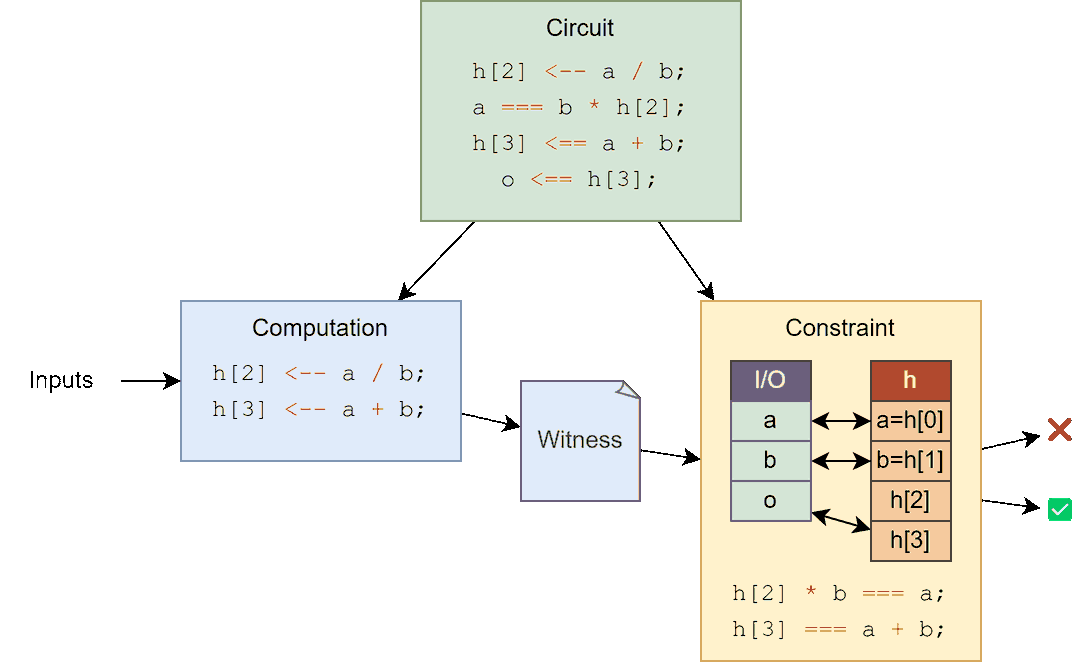 Circuit
h[2] <-- a / b;
a === b * h[2];
h[3] <== a + b;
o <== h[3];
Computation
h[2] <-- a / b;
h[3] <-- a + b;
Inputs
Witness
Constraint
I/O
h
a
a=h[0]
b
b=h[1]
o
h[2]
h[3]
h[2] * b === a;
h[3] === a + b;